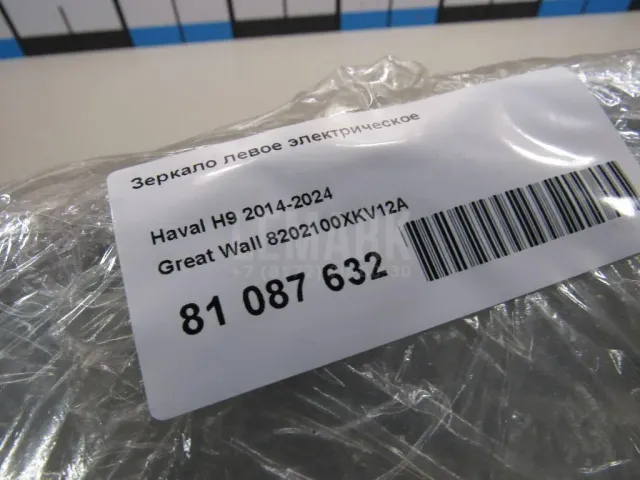 Зеркало левое электрическое
Haval H9 2014-2024
Great Wall 8202100XKV12A
81 087 632